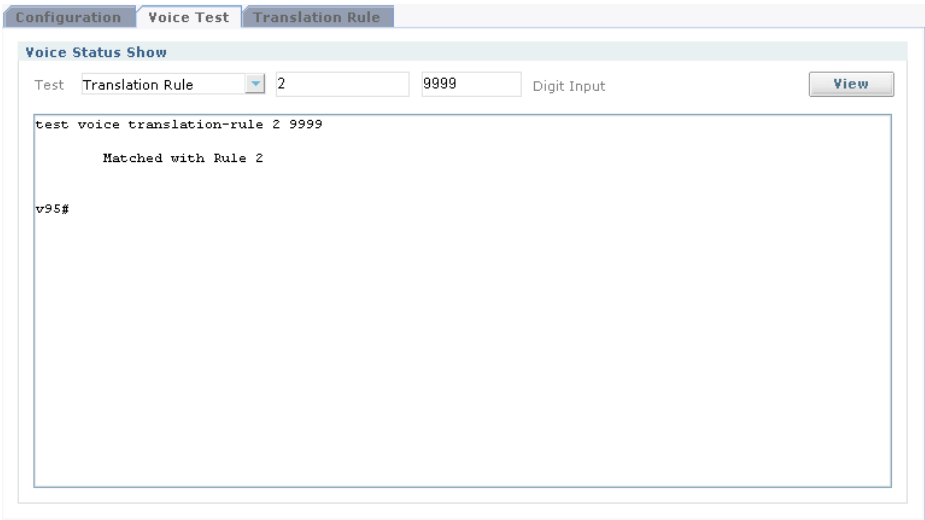 Configuration Voice Test Translation Rule
Voice Status Show
Test Translation Rule 2 9999 Digit Input View
test voice translation-rule 2 9999
Matched with Rule 2
v95#